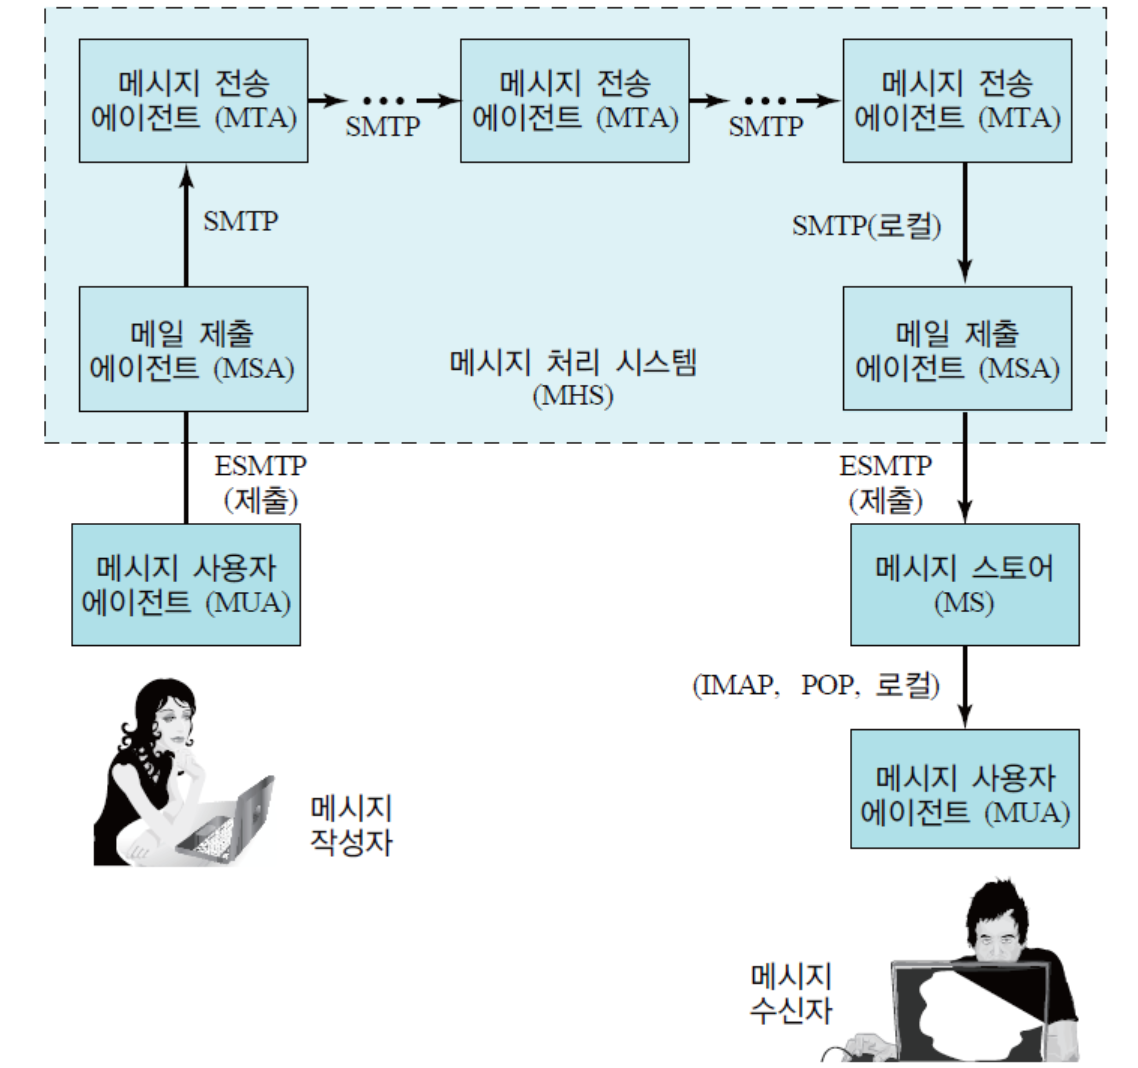 메시지 전송
에이전트 (MTA)
SMTP
메시지 전송
에이전트 (MTA)
SMTP
메시지 전송
에이전트 (MTA)
SMTP
SMTP(로컬)
메일 제출
에이전트 (MSA)
메시지 처리 시스템
(MHS)
메일 제출
에이전트 (MSA)
ESMTP
(제출)
ESMTP
(제출)
메시지 사용자
에이전트 (MUA)
메시지 스토어
(MS)
(IMAP, POP, 로컬)
메시지 사용자
에이전트 (MUA)
메시지
작성자
메시지
수신자